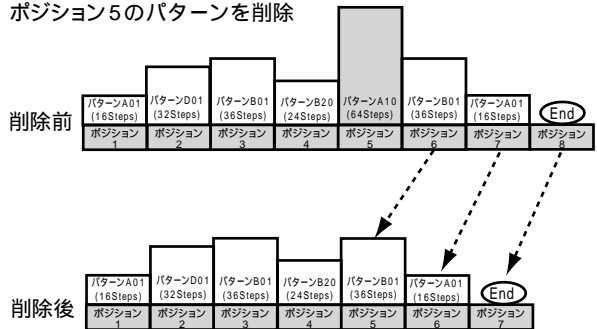 ポジション5のパターンを削除
削除前
パターンA01
(16Steps)
パターンD01
(32Steps)
パターンB01
(36Steps)
パターンB20
(24Steps)
パターンA10
(64Steps)
パターンB01
(36Steps)
パターンA01
(16Steps)
End
ポジション
1
ポジション
2
ポジション
3
ポジション
4
ポジション
5
ポジション
6
ポジション
7
ポジション
8
削除後
パターンA01
(16Steps)
パターンD01
(32Steps)
パターンB01
(36Steps)
パターンB20
(24Steps)
パターンB01
(36Steps)
パターンA01
(16Steps)
End
ポジション
1
ポジション
2
ポジション
3
ポジション
4
ポジション
5
ポジション
6
ポジション
7